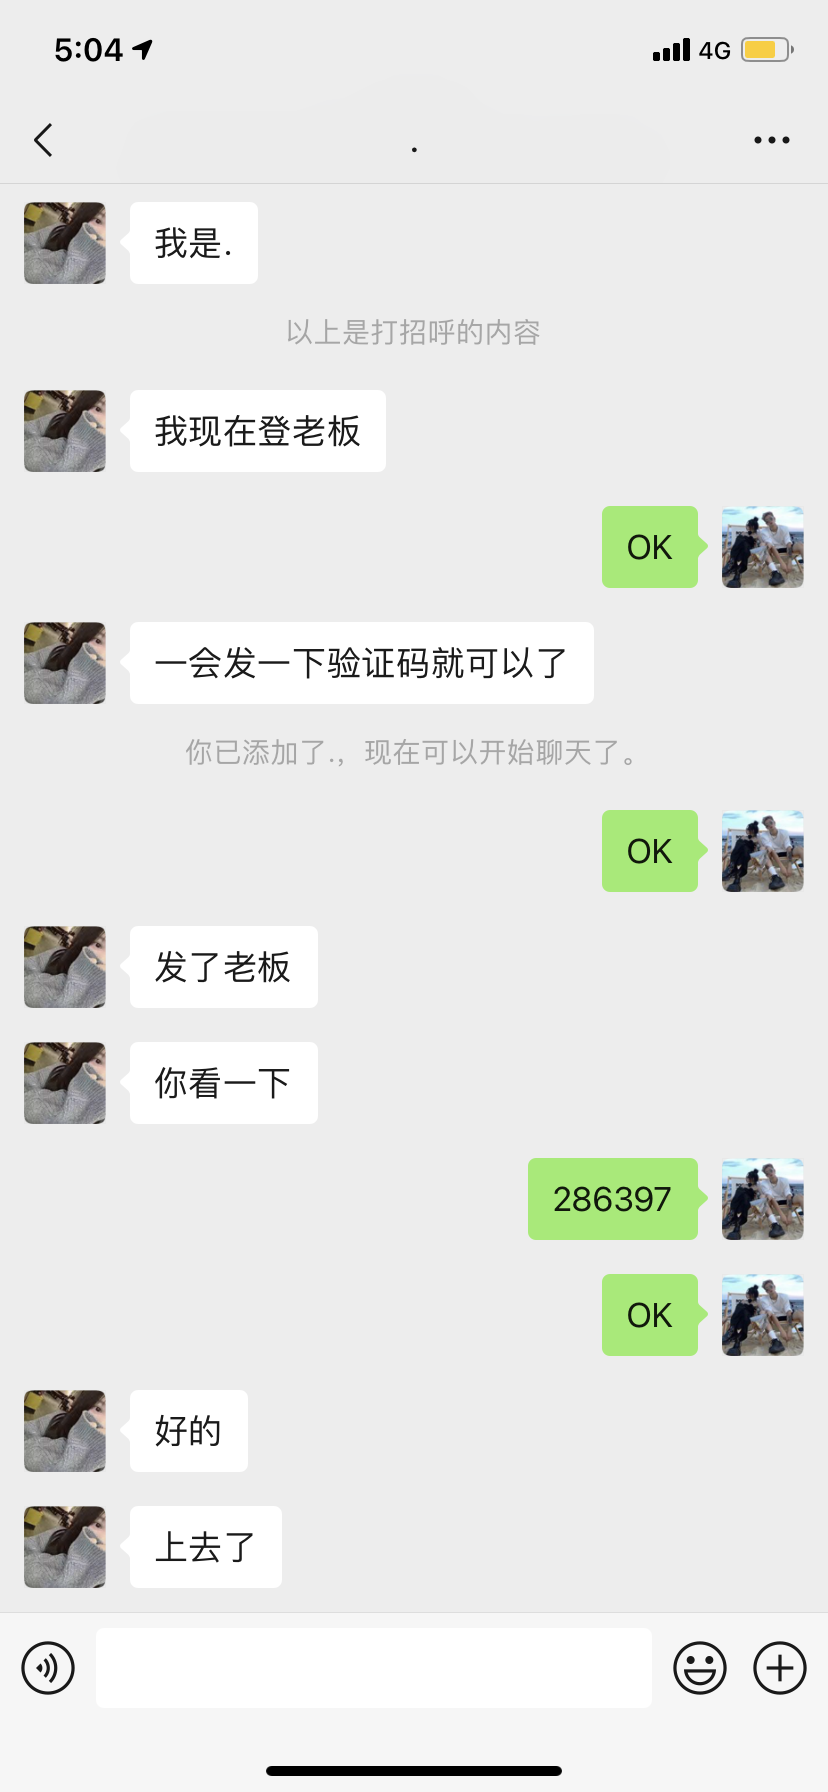 5:04
4G
.
我是.
以上是打招呼的内容
我现在登老板
OK
一会发一下验证码就可以了
你已添加了.，现在可以开始聊天了。
OK
发了老板
你看一下
286397
OK
好的
上去了